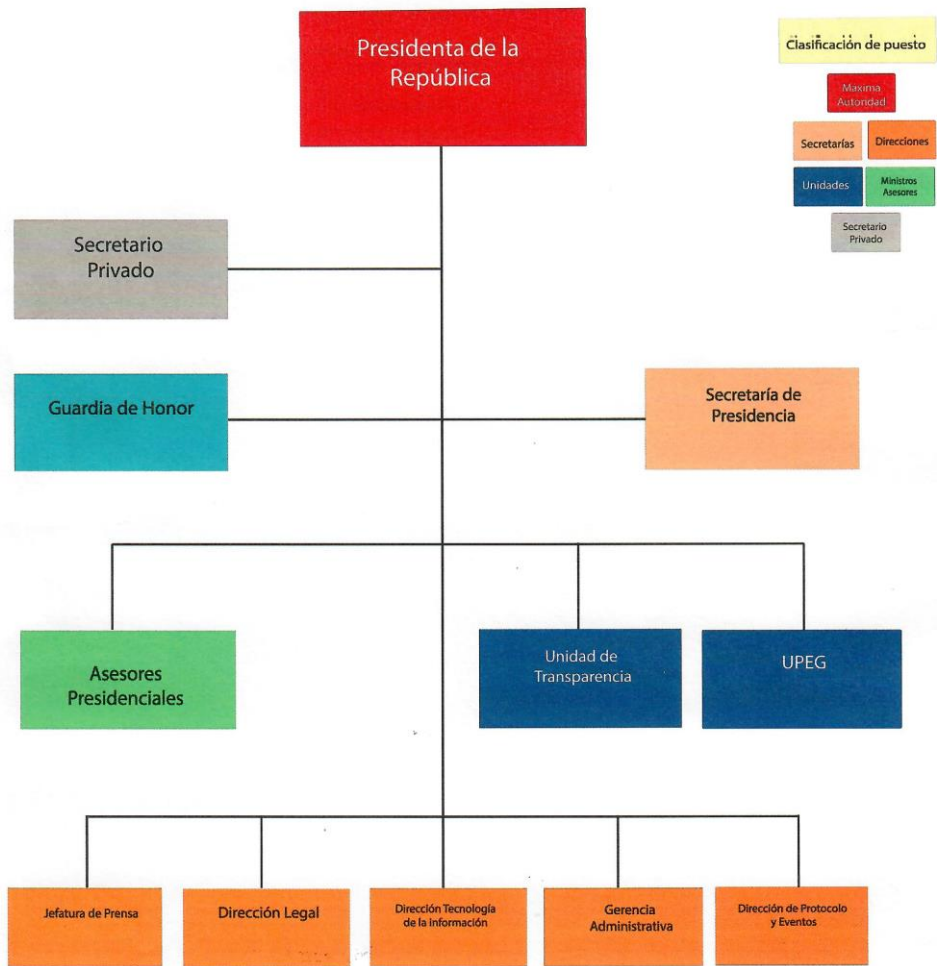 Presidenta de la
República
Clasificación de puesto
Maxima
Autoridad
Secretarías
Direcciones
Unidades
Ministros
Asesores
Secretario
Privado
Secretario
Privado
Guardia de Honor
Secretaría de
Presidencia
Asesores
Presidenciales
Unidad de
Transparencia
UPEG
Jefatura de Prensa
Dirección Legal
Dirección Tecnología
de la Información
Gerencia
Administrativa
Dirección de Protocolo
y Eventos